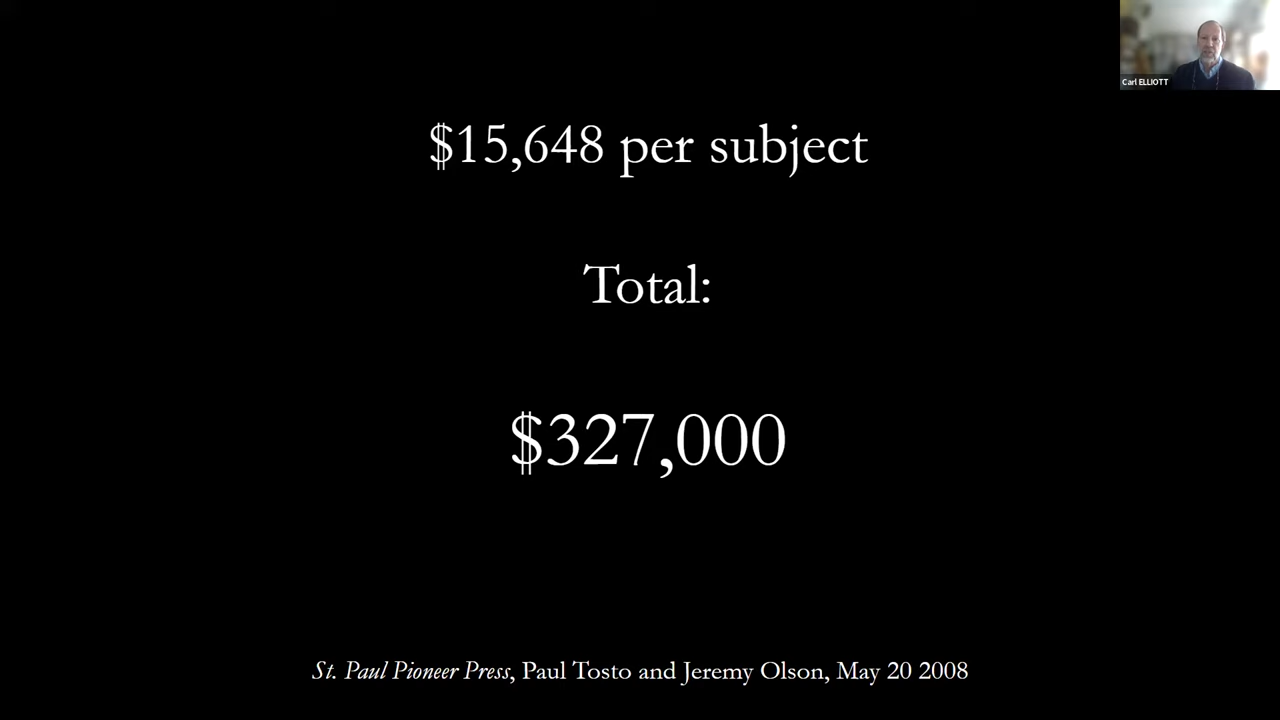 Carl ELLIOTT
$15,648 per subject
Total:
$327,000
St. Paul Pioneer Press, Paul Tosto and Jeremy Olson, May 20 2008